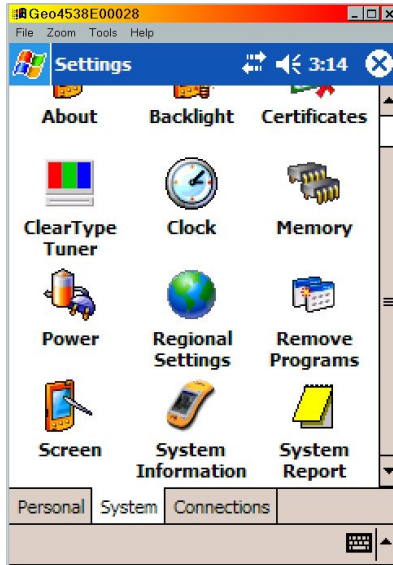 Geo4538E00028
File Zoom Tools Help
Settings 3:14
About Backlight Certificates
ClearType Clock Memory
Tuner
Power Regional Remove
Settings Programs
Screen System System
Information Report
Personal System Connections